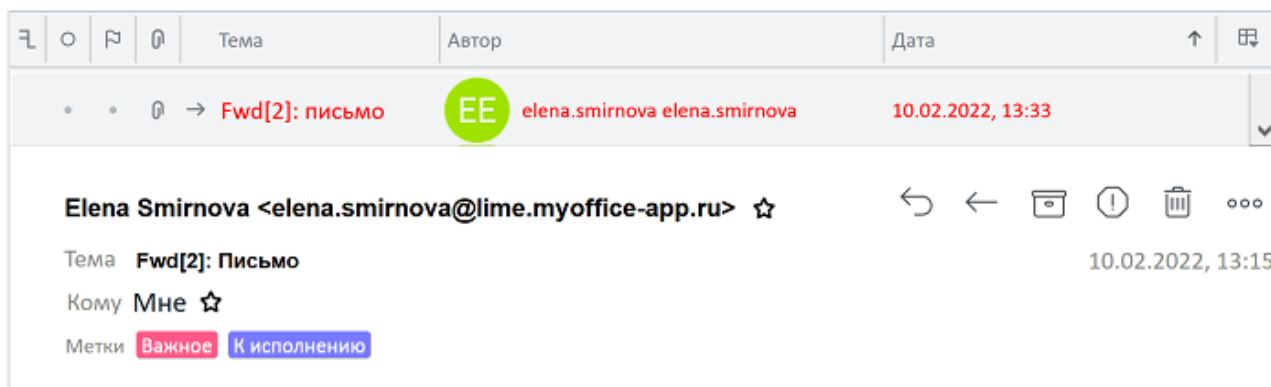 Тема Автор Дата
Fwd[2]: письмо EE elena.smirnova elena.smirnova 10.02.2022, 13:33
Elena Smirnova <elena.smirnova@lime.myoffice-app.ru>
Тема Fwd[2]: Письмо 10.02.2022, 13:15
Кому Мне
Метки Важное К исполнению